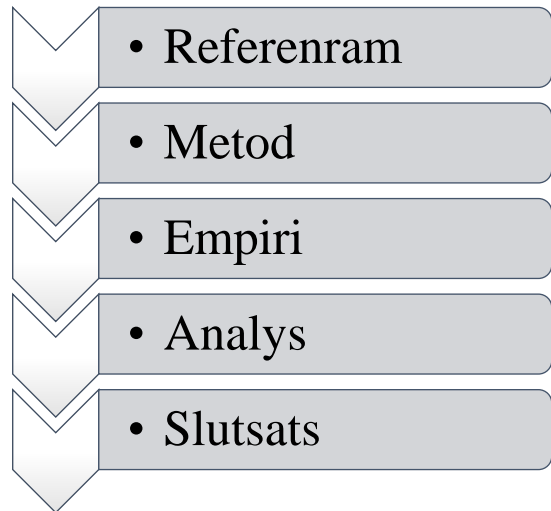 • Referenram
• Metod
• Empiri
• Analys
• Slutsats